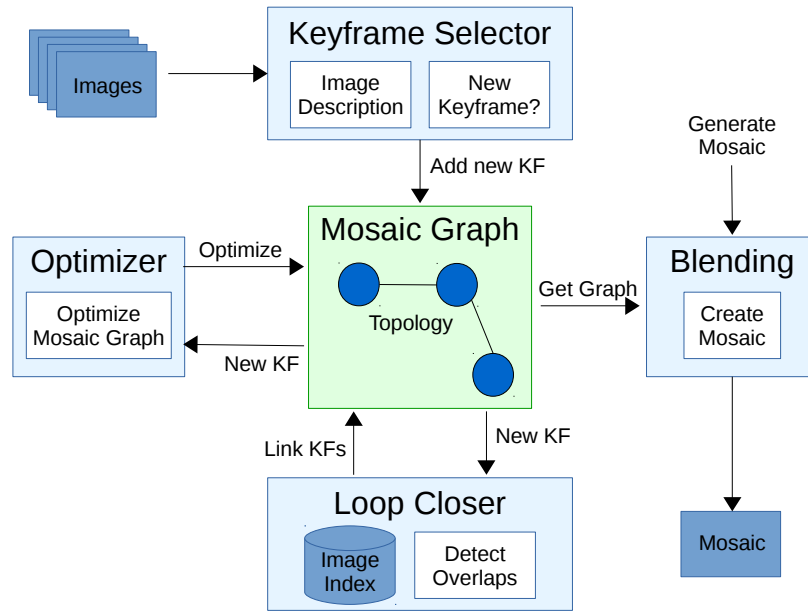 Keyframe Selector
Images
Image
Description
New
Keyframe?
Generate
Mosaic
Add new KF
Mosaic Graph
Optimizer
Optimize
Blending
Optimize
Mosaic Graph
Topology
Get Graph
Create
Mosaic
New KF
Link KFs
New KF
Loop Closer
Image
Index
Detect
Overlaps
Mosaic